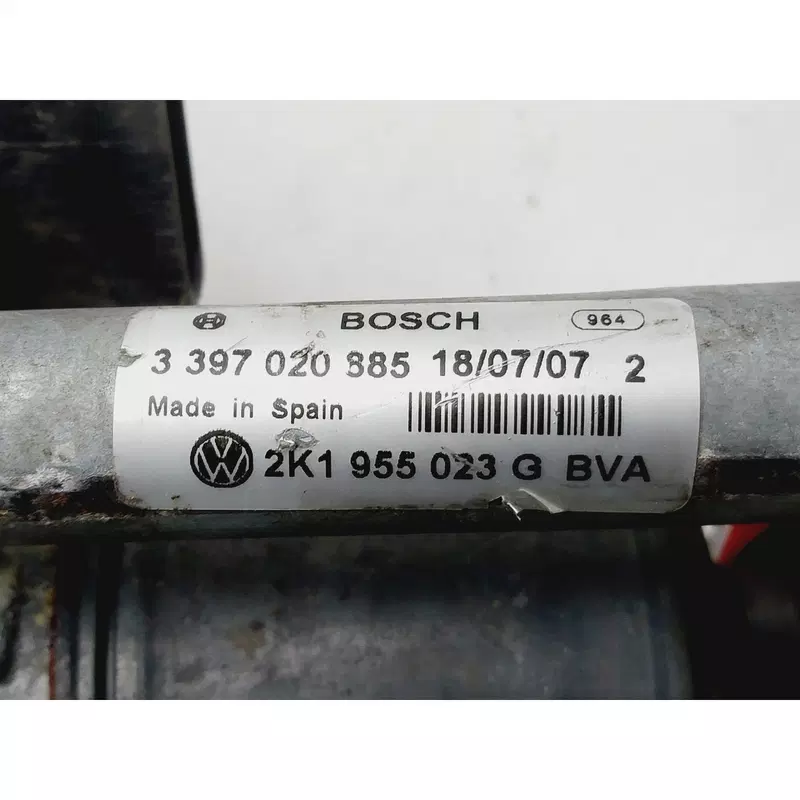 BOSCH 964
3 397 020 885 18/07/07 2
Made in Spain
2K1 955 023 G BVA